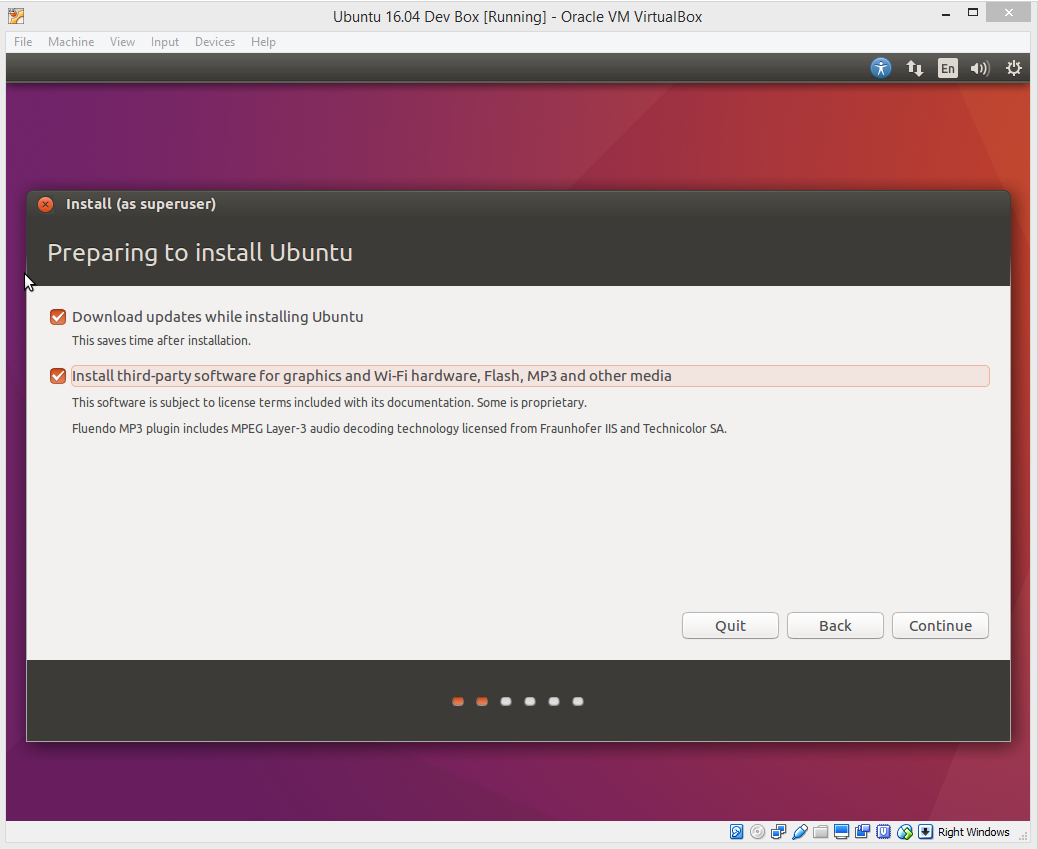 Ubuntu 16.04 Dev Box [Running] - Oracle VM VirtualBox
File Machine View Input Devices Help
En
Install (as superuser)
Preparing to install Ubuntu
Download updates while installing Ubuntu
This saves time after installation.
Install third-party software for graphics and Wi-Fi hardware, Flash, MP3 and other media
This software is subject to license terms included with its documentation. Some is proprietary.
Fluendo MP3 plugin includes MPEG Layer-3 audio decoding technology licensed from Fraunhofer IIS and Technicolor SA.
Quit Back Continue
Right Windows